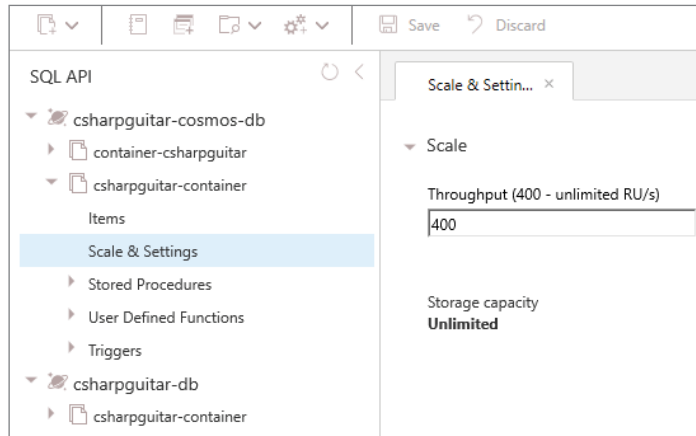 Save Discard
SQL API
csharpguitar-cosmos-db
container-csharpguitar
csharpguitar-container
Items
Scale & Settings
Stored Procedures
User Defined Functions
Triggers
csharpguitar-db
csharpguitar-container
Scale & Settin...
Scale
Throughput (400 - unlimited RU/s)
400
Storage capacity
Unlimited